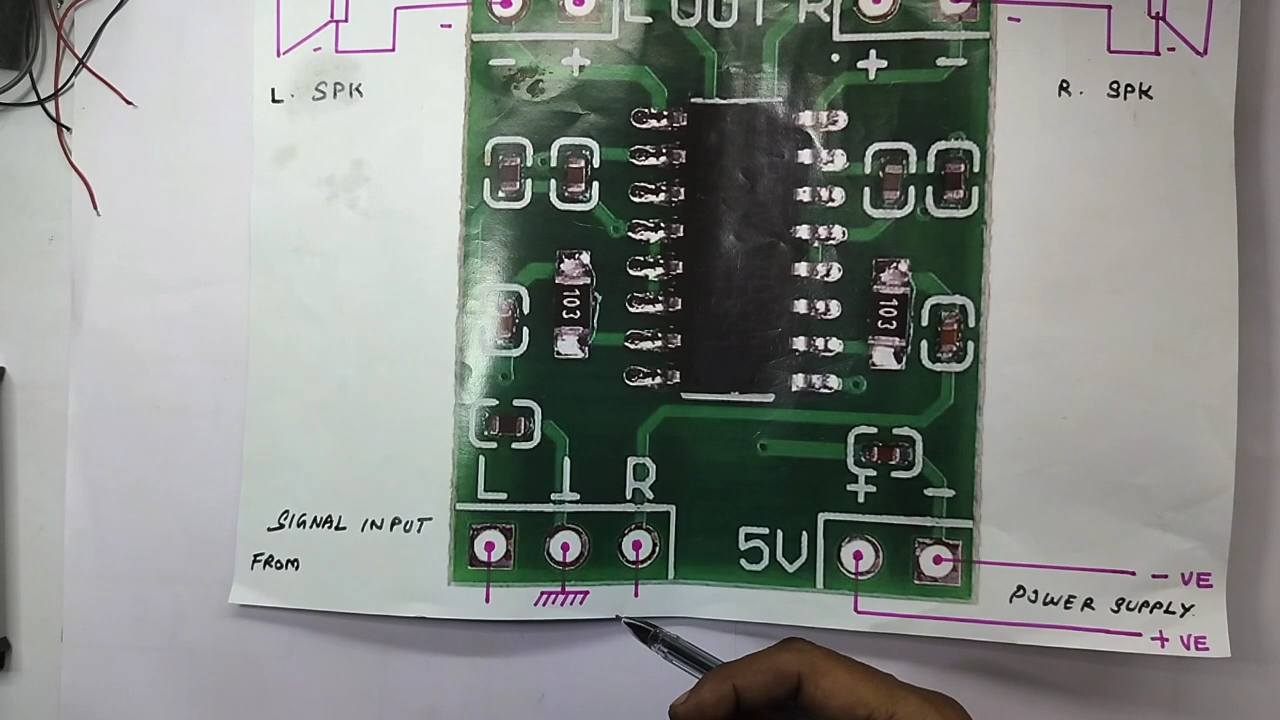 L OUT R
- + + -
L. SPK
R. SPK
103
103
L ⊥ R
+ -
SIGNAL INPUT
FROM
5V
- VE
POWER SUPPLY
+ VE